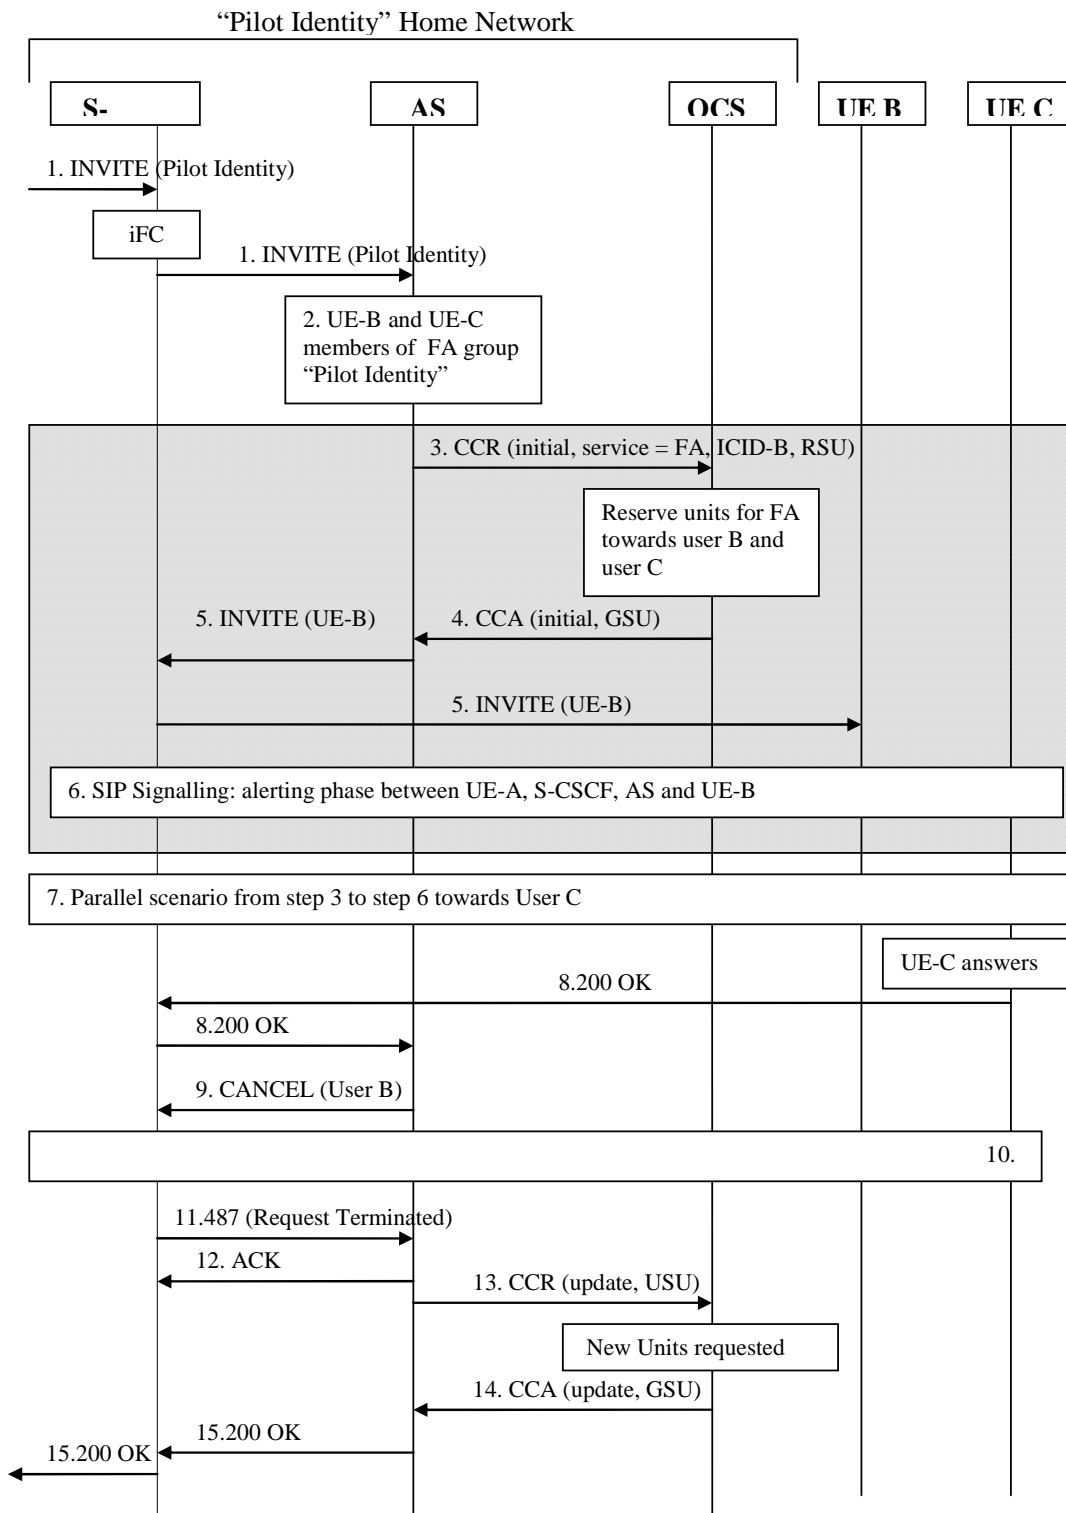 “Pilot Identity” Home Network
S-
AS
OCS
UE B
UE C
1. INVITE (Pilot Identity)
iFC
1. INVITE (Pilot Identity)
2. UE-B and UE-C
members of FA group
“Pilot Identity”
3. CCR (initial, service = FA, ICID-B, RSU)
Reserve units for FA
towards user B and
user C
5. INVITE (UE-B)
4. CCA (initial, GSU)
5. INVITE (UE-B)
6. SIP Signalling: alerting phase between UE-A, S-CSCF, AS and UE-B
7. Parallel scenario from step 3 to step 6 towards User C
UE-C answers
8.200 OK
8.200 OK
9. CANCEL (User B)
10.
11.487 (Request Terminated)
12. ACK
13. CCR (update, USU)
New Units requested
14. CCA (update, GSU)
15.200 OK
15.200 OK